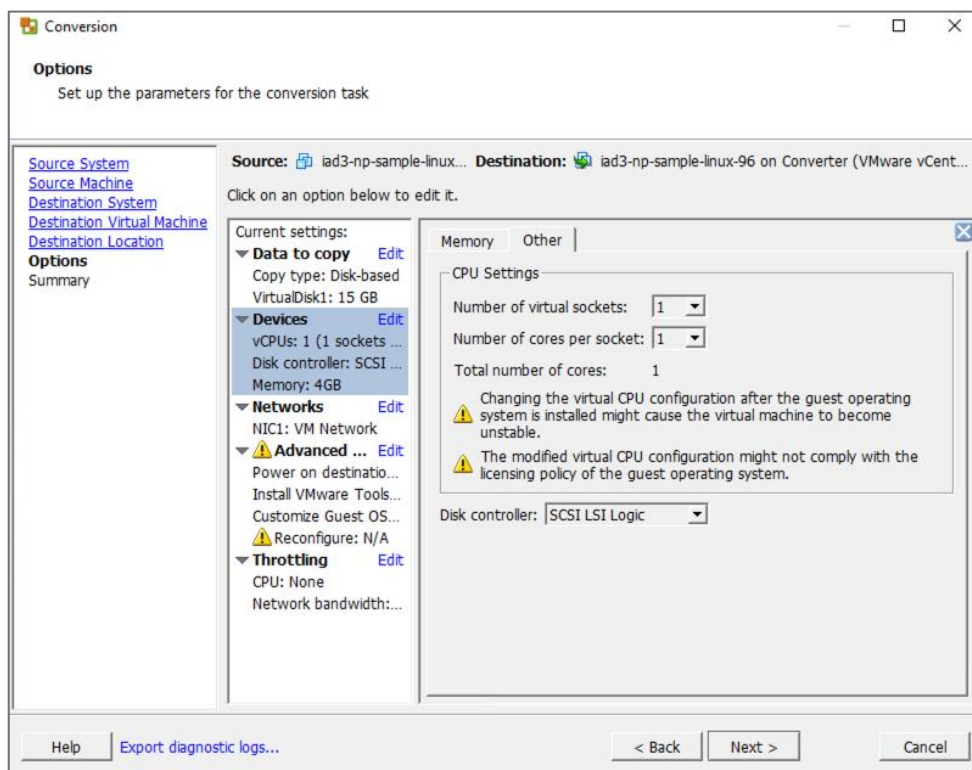 Conversion
Options
Set up the parameters for the conversion task
Source System
Source Machine
Destination System
Destination Virtual Machine
Destination Location
Options
Summary
Source: iad3-np-sample-linux... Destination: iad3-np-sample-linux-96 on Converter (VMware vCent...
Click on an option below to edit it.
Current settings:
Data to copy Edit
Copy type: Disk-based
VirtualDisk1: 15 GB
Devices Edit
vCPUs: 1 (1 sockets ...
Disk controller: SCSI ...
Memory: 4GB
Networks Edit
NIC1: VM Network
Advanced ... Edit
Power on destinatio...
Install VMware Tools...
Customize Guest OS...
Reconfigure: N/A
Throttling Edit
CPU: None
Network bandwidth:...
Memory Other
CPU Settings
Number of virtual sockets: 1
Number of cores per socket: 1
Total number of cores: 1
Changing the virtual CPU configuration after the guest operating
system is installed might cause the virtual machine to become
unstable.
The modified virtual CPU configuration might not comply with the
licensing policy of the guest operating system.
Disk controller: SCSI LSI Logic
Help Export diagnostic logs... < Back Next > Cancel